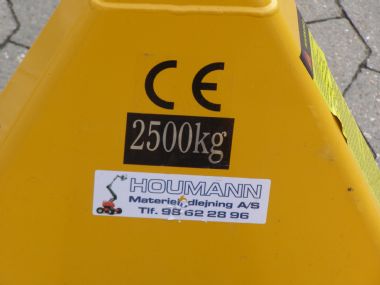 CE
2500kg
HOUMANN
Materieludlejning A/S
Tlf. 98 62 28 96